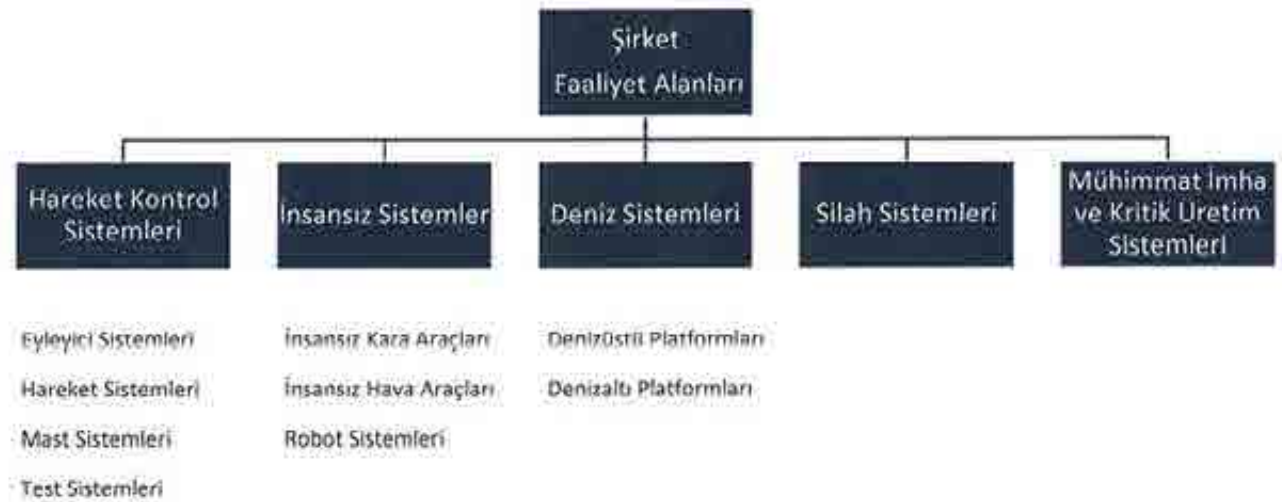 Şirket
Faaliyet Alanları
Hareket Kontrol
Sistemleri
İnsansız Sistemler
Deniz Sistemleri
Silah Sistemleri
Mühimmat İmha
ve Kritik Üretim
Sistemleri
Eyleyici Sistemleri
Hareket Sistemleri
Mast Sistemleri
Test Sistemleri
İnsansız Kara Araçları
İnsansız Hava Araçları
Robot Sistemleri
Denizüstü Platformları
Denizaltı Platformları